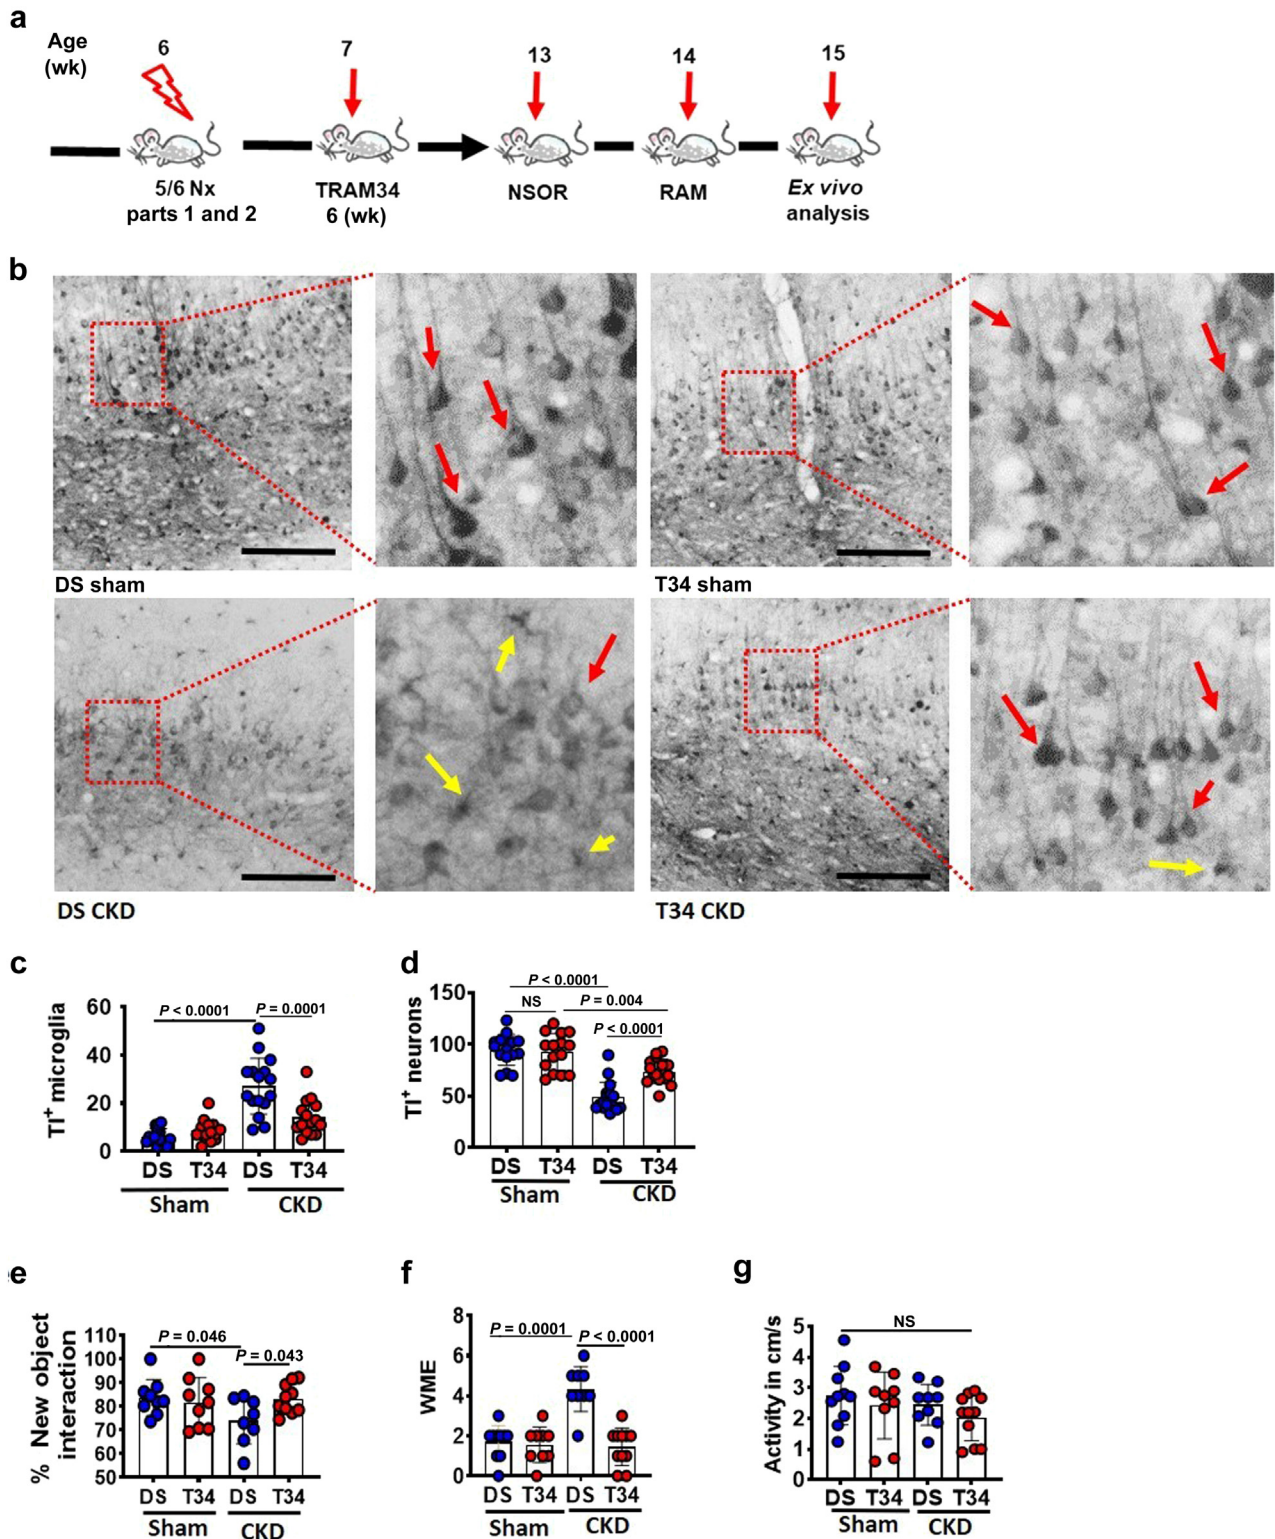 a
Age
(wk)
6
7
13
14
15
5/6 Nx
parts 1 and 2
TRAM34
6 (wk)
NSOR
RAM
Ex vivo
analysis
b
DS sham
T34 sham
DS CKD
T34 CKD
c
TI+ microglia
60
40
20
0
P < 0.0001
P = 0.0001
DS T34 DS T34
Sham CKD
d
TI+ neurons
150
100
50
0
P < 0.0001
NS
P = 0.004
P < 0.0001
DS T34 DS T34
Sham CKD
e
% New object
interaction
110
100
90
80
70
60
50
P = 0.046
P = 0.043
DS T34 DS T34
Sham CKD
f
WME
8
6
4
2
0
P = 0.0001
P < 0.0001
DS T34 DS T34
Sham CKD
g
Activity in cm/s
5
4
3
2
1
0
NS
DS T34 DS T34
Sham CKD